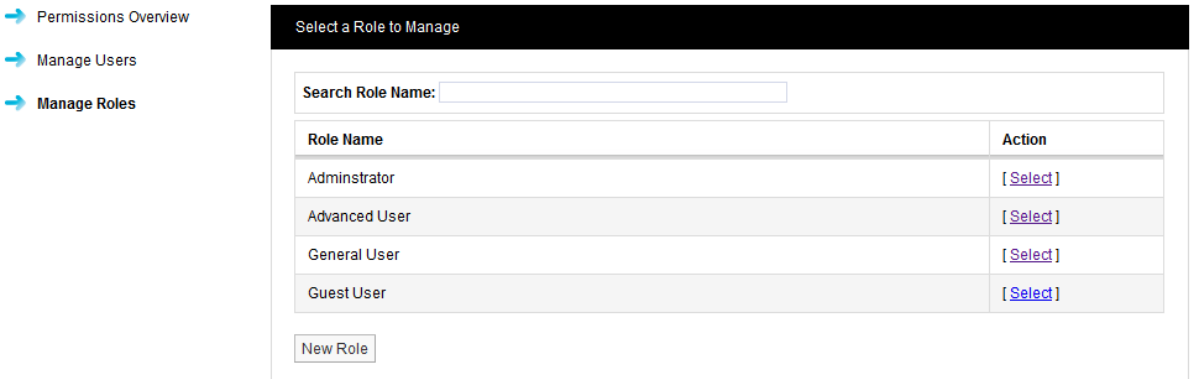 Permissions Overview
Manage Users
Manage Roles
Select a Role to Manage
Search Role Name:
Role Name Action
Adminstrator [ Select ]
Advanced User [ Select ]
General User [ Select ]
Guest User [ Select ]
New Role